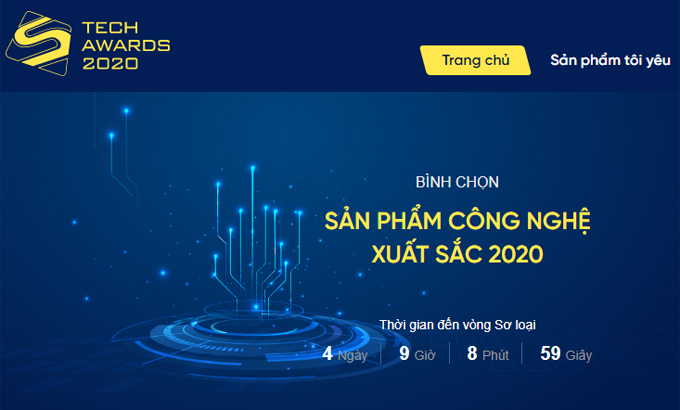 TECH
AWARDS
2020
Trang chủ
Sản phẩm tôi yêu
BÌNH CHỌN
SẢN PHẨM CÔNG NGHỆ
XUẤT SẮC 2020
Thời gian đến vòng Sơ loại
4 Ngày 9 Giờ 8 Phút 59 Giây